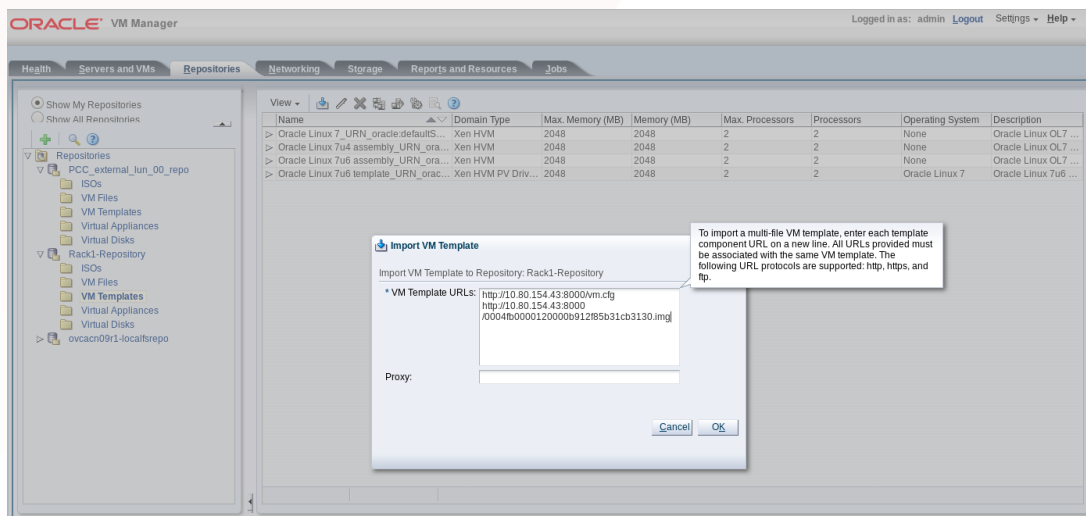 ORACLE VM Manager
Logged in as: admin Logout Settings Help
Health Servers and VMs Repositories Networking Storage Reports and Resources Jobs
Show My Repositories
Show All Repositories
Repositories
PCC_external_lun_00_repo
ISOs
VM Files
VM Templates
Virtual Appliances
Virtual Disks
Rack1-Repository
ISOs
VM Files
VM Templates
Virtual Appliances
Virtual Disks
ovcacn09r1-localfsrepo
View
Name Domain Type Max. Memory (MB) Memory (MB) Max. Processors Processors Operating System Description
Oracle Linux 7_URN_oracle:defaultS... Xen HVM 2048 2048 2 2 None Oracle Linux OL7 ...
Oracle Linux 7u4 assembly_URN_ora... Xen HVM 2048 2048 2 2 None Oracle Linux OL7 ...
Oracle Linux 7u6 assembly_URN_ora... Xen HVM 2048 2048 2 2 None Oracle Linux OL7 ...
Oracle Linux 7u6 template_URN_orac... Xen HVM PV Driv... 2048 2048 2 2 Oracle Linux 7 Oracle Linux 7u6 ...
Import VM Template
Import VM Template to Repository: Rack1-Repository
* VM Template URLs: http://10.80.154.43:8000/vm.cfg
http://10.80.154.43:8000
/0004fb0000120000b912f85b31cb3130.img
Proxy:
Cancel OK
To import a multi-file VM template, enter each template
component URL on a new line. All URLs provided must
be associated with the same VM template. The
following URL protocols are supported: http, https, and
ftp.